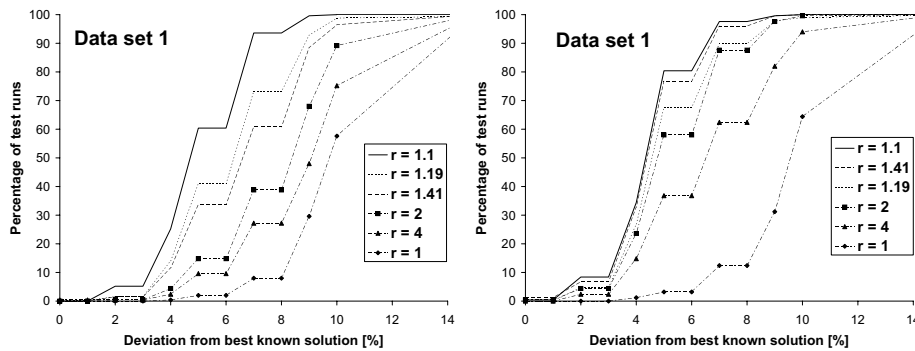 Data set 1
Percentage of test runs
100
90
80
70
60
50
40
30
20
10
0
r = 1.1
r = 1.19
r = 1.41
r = 2
r = 4
r = 1
0 2 4 6 8 10 12 14
Deviation from best known solution [%]
Data set 1
Percentage of test runs
100
90
80
70
60
50
40
30
20
10
0
r = 1.1
r = 1.41
r = 1.19
r = 2
r = 4
r = 1
0 2 4 6 8 10 12 14
Deviation from best known solution [%]